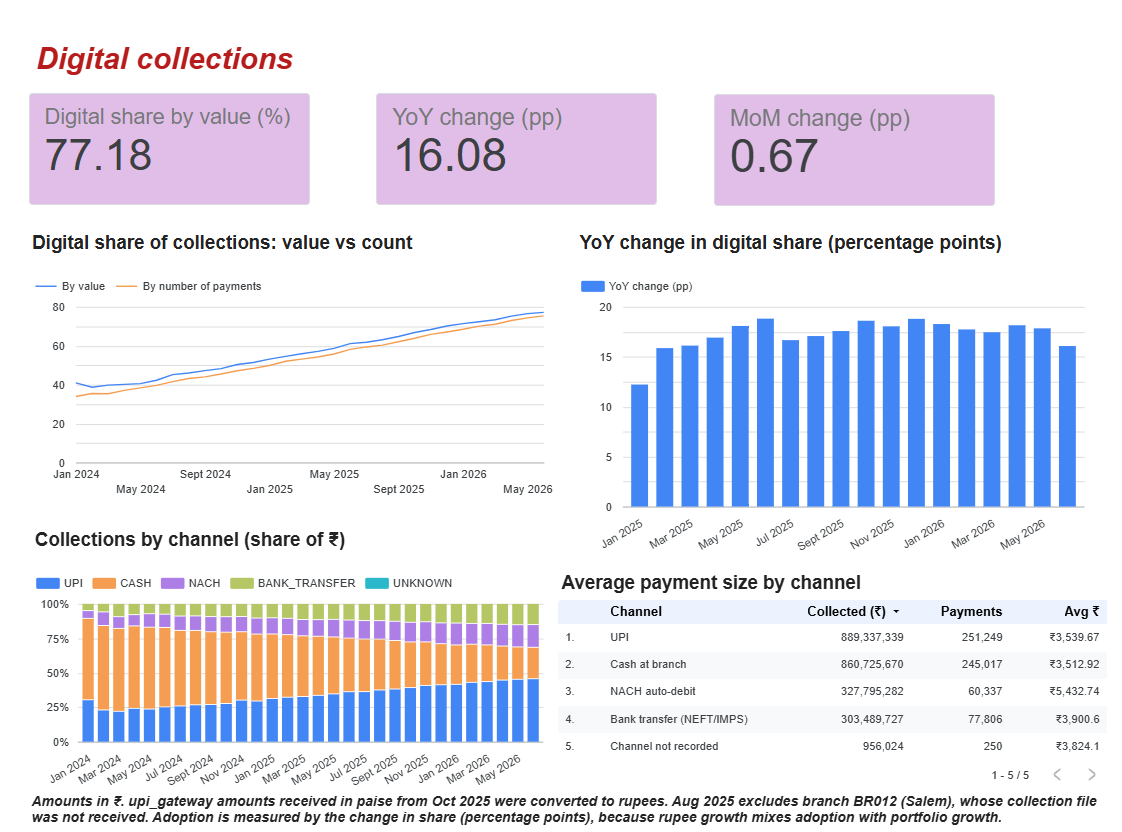 Digital collections
Digital share by value (%)
77.18
YoY change (pp)
16.08
MoM change (pp)
0.67
Digital share of collections: value vs count
By value
By number of payments
80
60
40
20
0
Jan 2024
May 2024
Sept 2024
Jan 2025
May 2025
Sept 2025
Jan 2026
May 2026
YoY change in digital share (percentage points)
YoY change (pp)
20
15
10
5
0
Jan 2025
Mar 2025
May 2025
Jul 2025
Sept 2025
Nov 2025
Jan 2026
Mar 2026
May 2026
Collections by channel (share of ₹)
UPI CASH NACH BANK_TRANSFER UNKNOWN
100%
75%
50%
25%
0%
Jan 2024
Mar 2024
May 2024
Jul 2024
Sept 2024
Nov 2024
Jan 2025
Mar 2025
May 2025
Jul 2025
Sept 2025
Nov 2025
Jan 2026
Mar 2026
May 2026
Average payment size by channel
Channel Collected (₹) Payments Avg ₹
1. UPI 889,337,339 251,249 ₹3,539.67
2. Cash at branch 860,725,670 245,017 ₹3,512.92
3. NACH auto-debit 327,795,282 60,337 ₹5,432.74
4. Bank transfer (NEFT/IMPS) 303,489,727 77,806 ₹3,900.6
5. Channel not recorded 956,024 250 ₹3,824.1
1 - 5 / 5
Amounts in ₹. upi_gateway amounts received in paise from Oct 2025 were converted to rupees. Aug 2025 excludes branch BR012 (Salem), whose collection file
was not received. Adoption is measured by the change in share (percentage points), because rupee growth mixes adoption with portfolio growth.